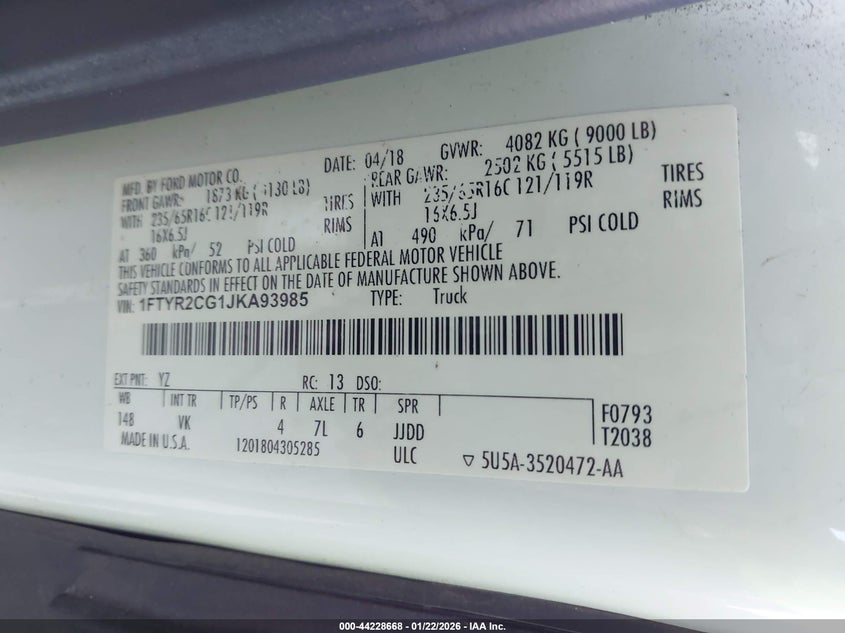 MFD. BY FORD MOTOR CO. DATE: 04/18 GVWR: 4082 KG ( 9000 LB)
FRONT GAWR: 1873 KG ( 4130 LB) REAR GAWR: 2502 KG ( 5515 LB)
WITH 235/65R16C 121/119R TIRES WITH 235/65R16C 121/119R TIRES
16X6.5J RIMS 16X6.5J RIMS
AT 360 kPa/ 52 PSI COLD AT 490 kPa/ 71 PSI COLD
THIS VEHICLE CONFORMS TO ALL APPLICABLE FEDERAL MOTOR VEHICLE
SAFETY STANDARDS IN EFFECT ON THE DATE OF MANUFACTURE SHOWN ABOVE.
VIN: 1FTYR2CG1JKA93985 TYPE: Truck
EXT PNT: YZ RC: 13 DSO:
WB INT TR TP/PS R AXLE TR SPR F0793
148 VK 4 7L 6 JJDD T2038
MADE IN U.S.A. 1201804305285 ULC ▽ 5U5A-3520472-AA
000-44228668 - 01/22/2026 - IAA Inc.